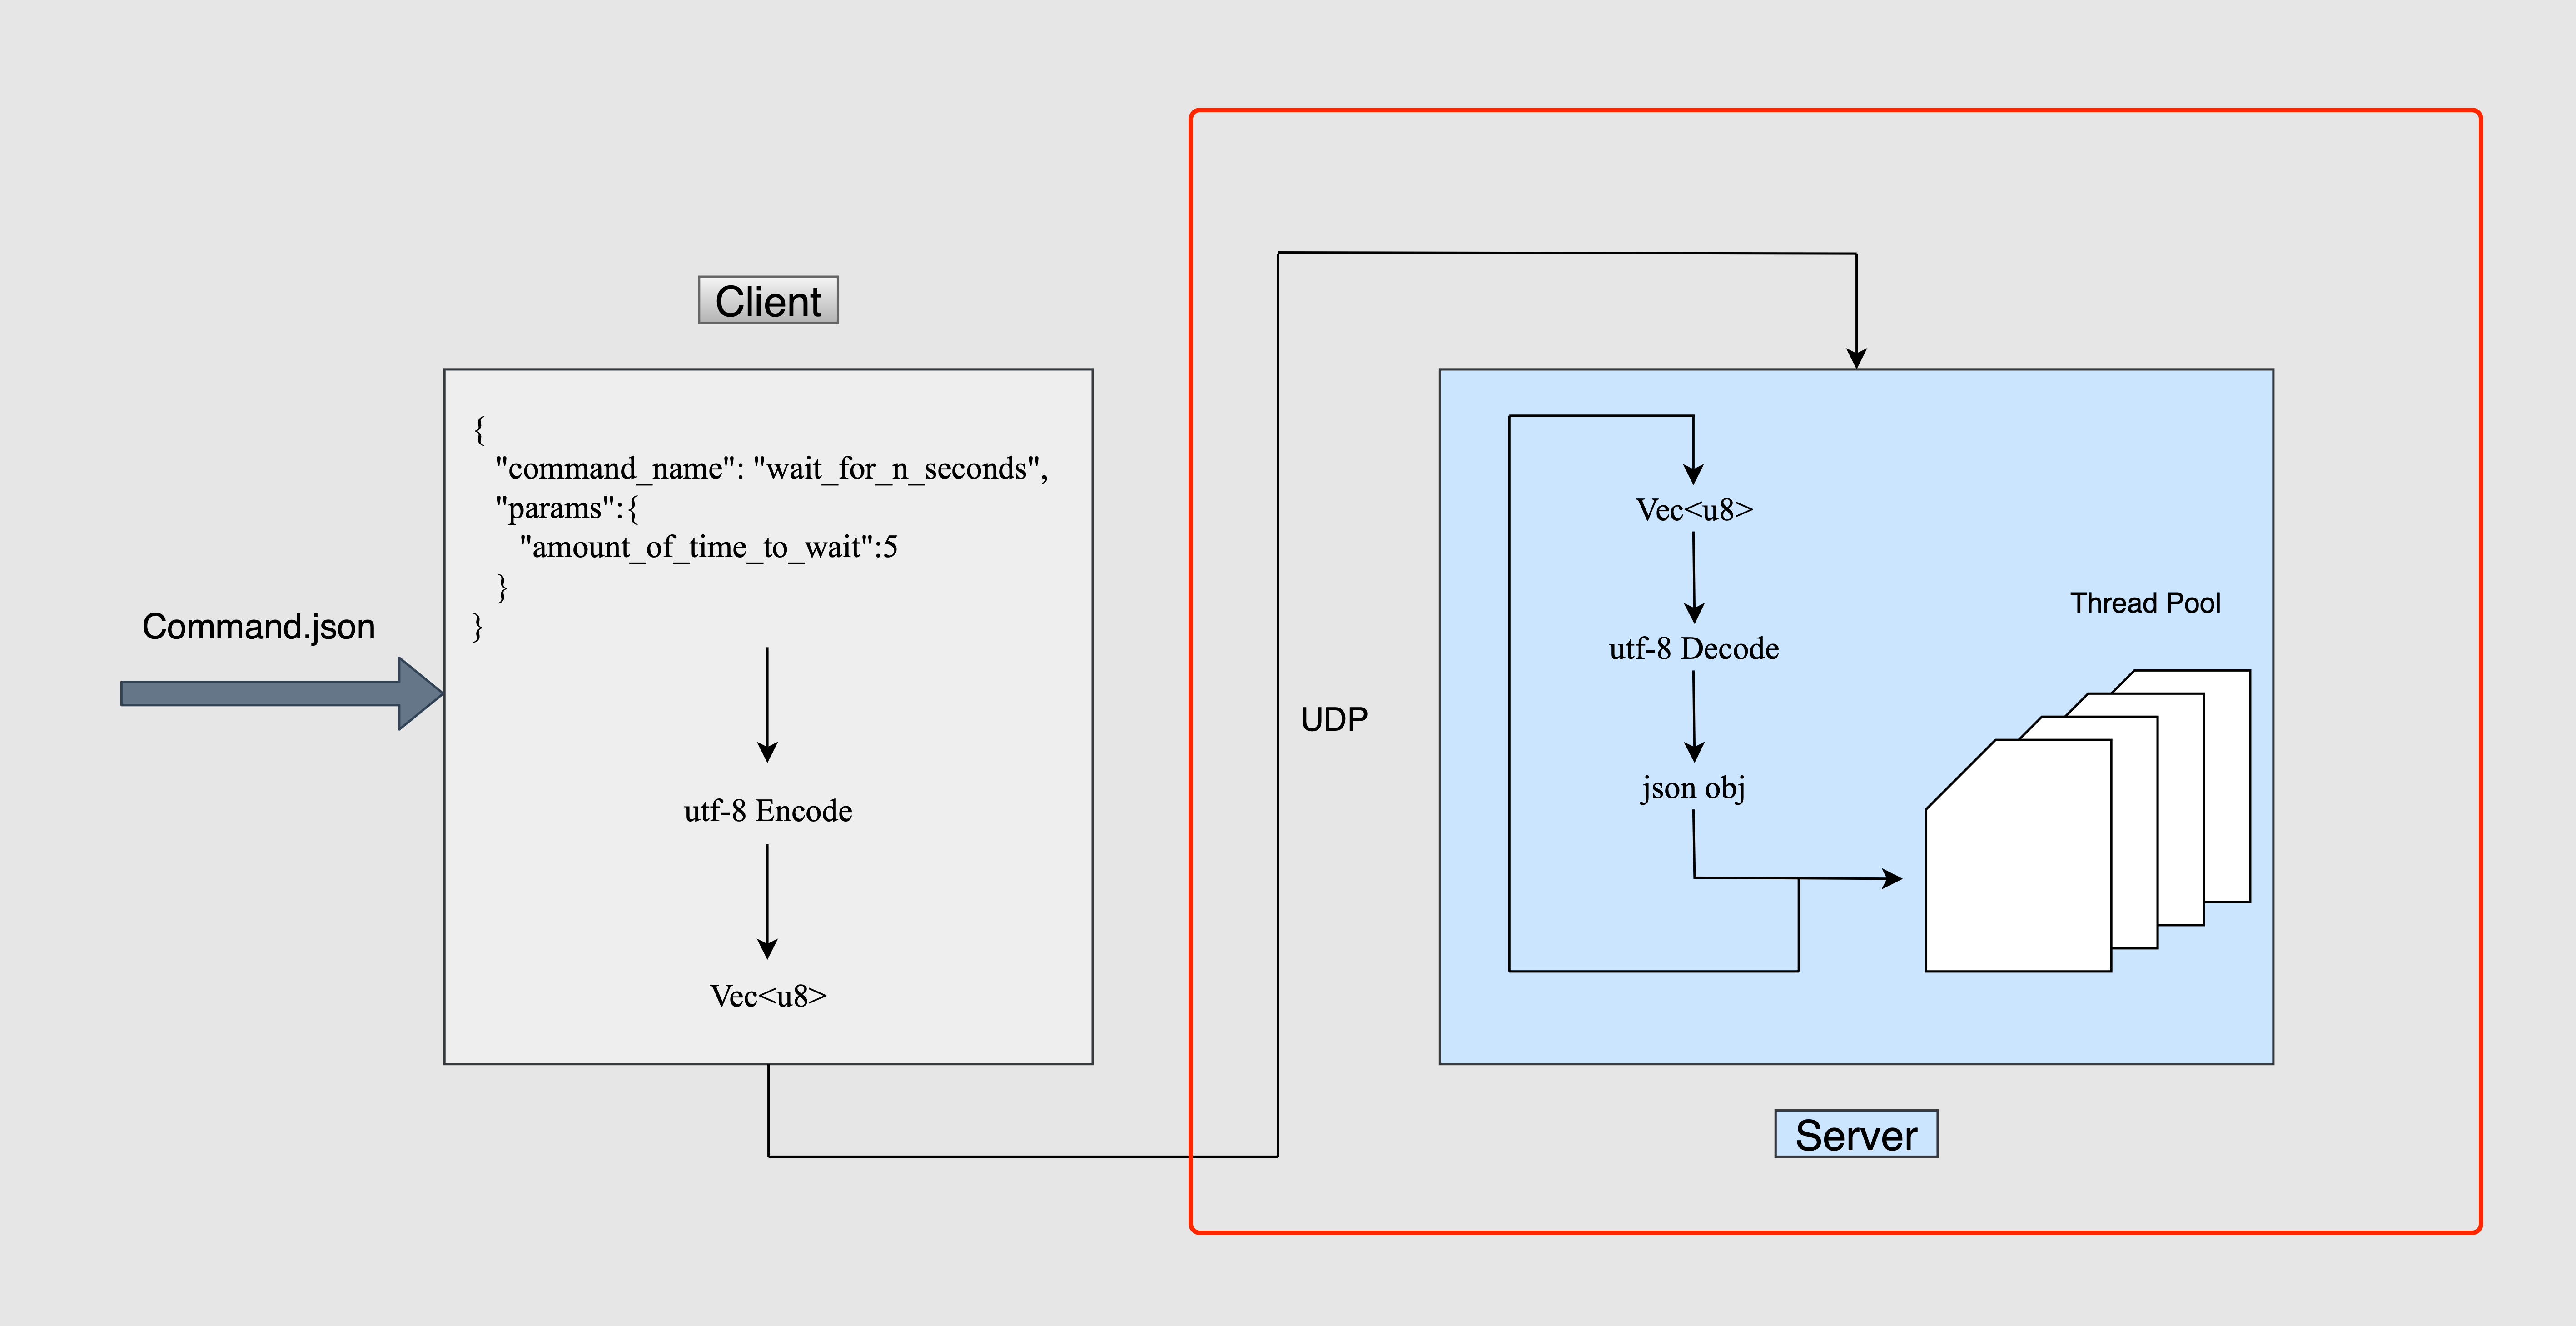 Command.json
Client
{
"command_name": "wait_for_n_seconds",
"params":{
"amount_of_time_to_wait":5
}
}
utf-8 Encode
Vec<u8>
UDP
Vec<u8>
utf-8 Decode
json obj
Thread Pool
Server